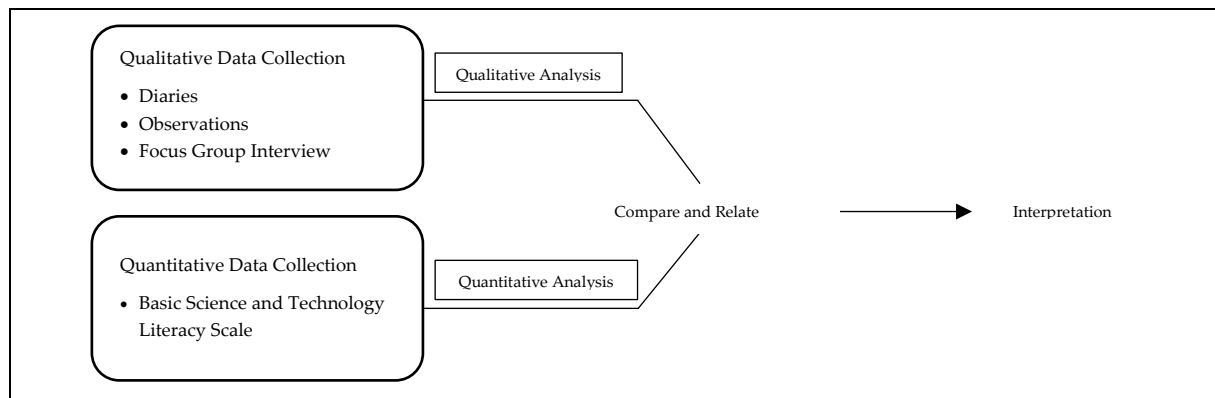 Qualitative Data Collection
• Diaries
• Observations
• Focus Group Interview
Qualitative Analysis
Compare and Relate
Interpretation
Quantitative Data Collection
• Basic Science and Technology
Literacy Scale
Quantitative Analysis